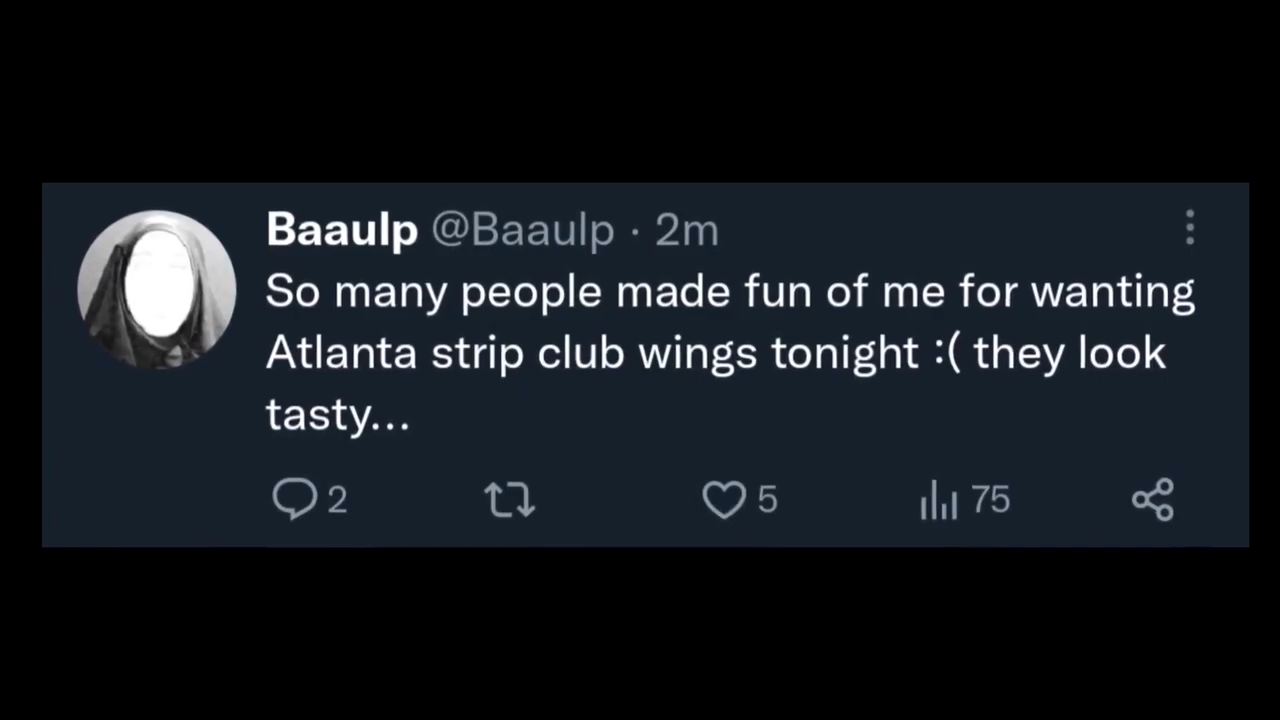 Baaulp @Baaulp · 2m
So many people made fun of me for wanting
Atlanta strip club wings tonight :( they look
tasty...
2 5 75